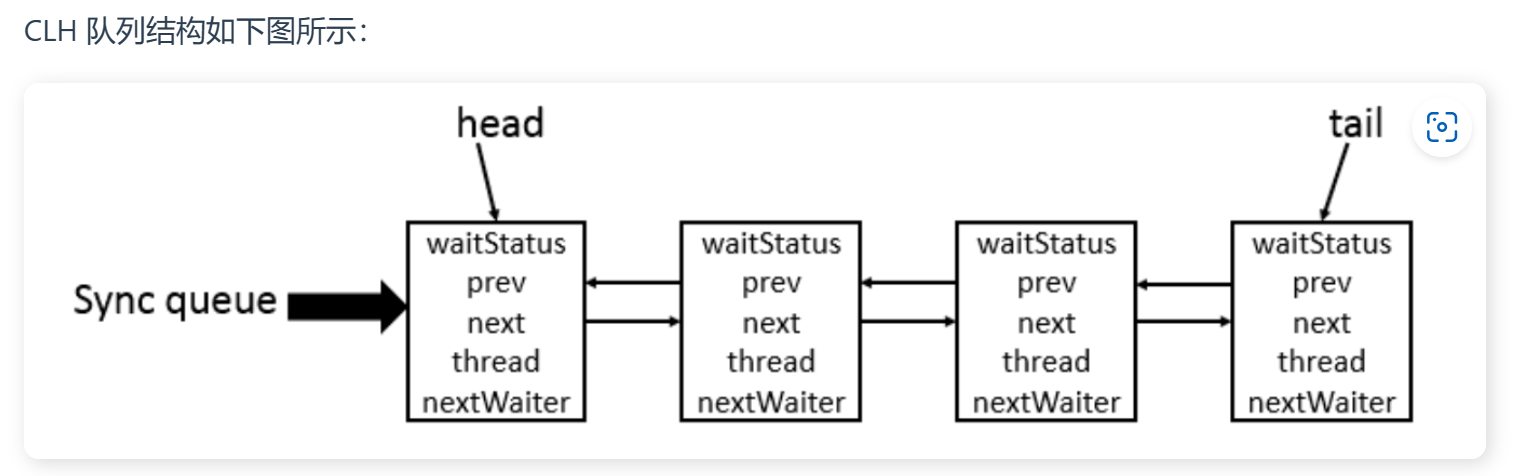 CLH 队列结构如下图所示：
head
tail
Sync queue
waitStatus
prev
next
thread
nextWaiter
waitStatus
prev
next
thread
nextWaiter
waitStatus
prev
next
thread
nextWaiter
waitStatus
prev
next
thread
nextWaiter